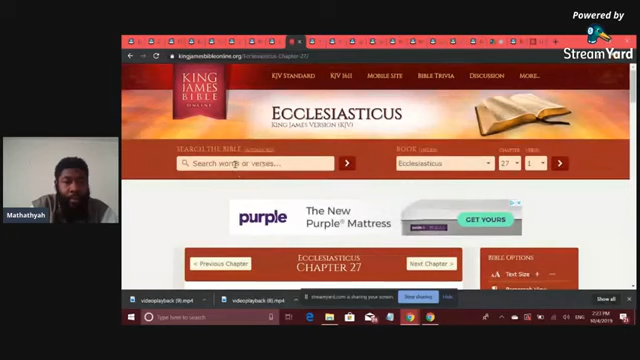 Powered by
StreamYard
kingjamesbibleonline.org/Ecclesiasticus-Chapter-27/
KING
JAMES
BIBLE
ONLINE
KJV STANDARD
KJV 1611
MOBILE SITE
BIBLE TRIVIA
DISCUSSION
MORE...
ECCLESIASTICUS
KING JAMES VERSION (KJV)
SEARCH THE BIBLE
BOOK
CHAPTER
VERSE
Search words or verses...
Ecclesiasticus
27
1
Mathathyah
purple
The New
Purple® Mattress
GET YOURS
< Previous Chapter
ECCLESIASTICUS
CHAPTER 27
Next Chapter >
BIBLE OPTIONS
Text Size + -
videoplayback (9).mp4
videoplayback (8).mp4
streamyard.com is sharing your screen.
Stop sharing
Hide
Show all
Type here to search
2:23 PM
10/4/2019